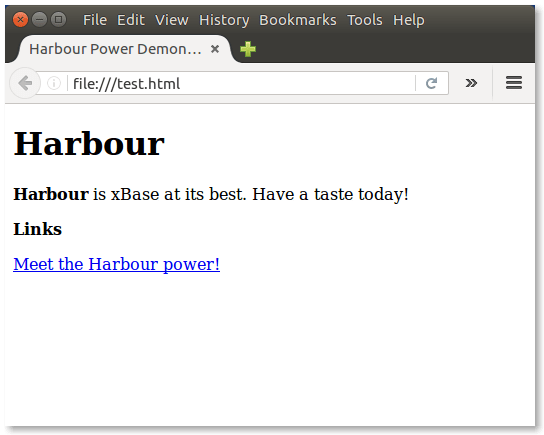 File Edit View History Bookmarks Tools Help
Harbour Power Demon...
file:///test.html
Harbour
Harbour is xBase at its best. Have a taste today!
Links
Meet the Harbour power!